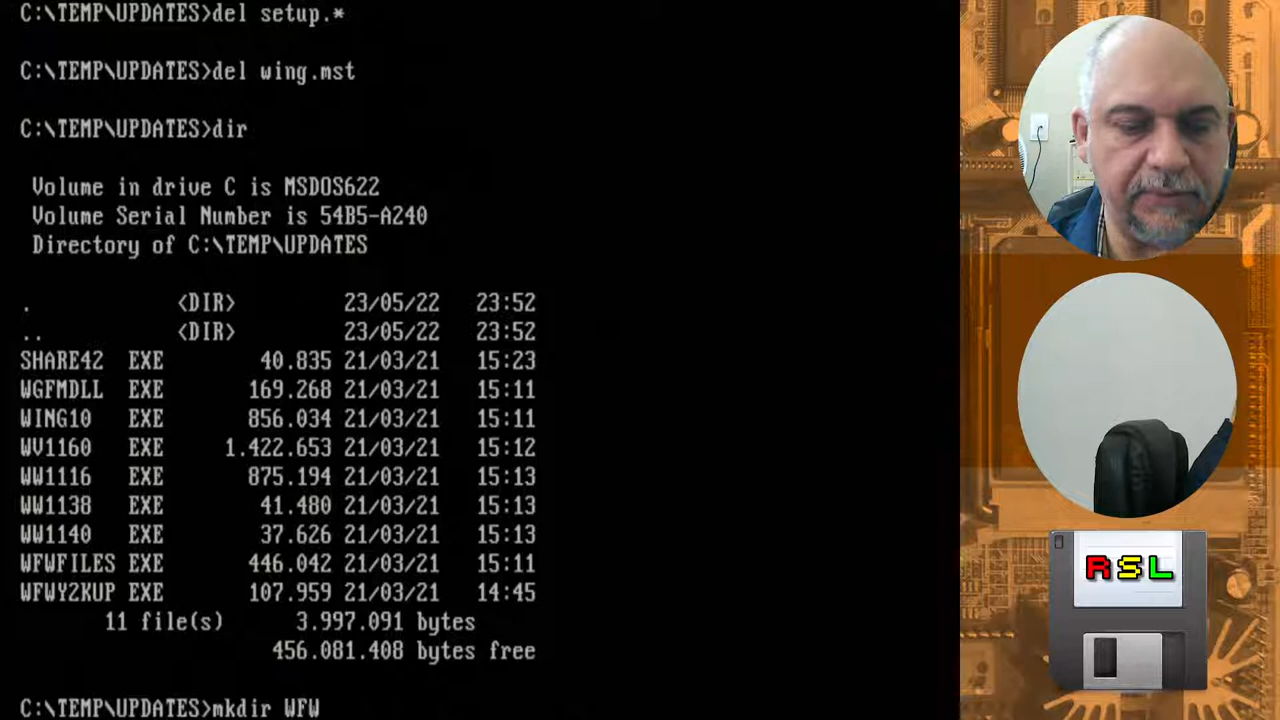 C:\TEMP\UPDATES>del setup.*
C:\TEMP\UPDATES>del wing.mst
C:\TEMP\UPDATES>dir
Volume in drive C is MSDOS622
Volume Serial Number is 54B5-A240
Directory of C:\TEMP\UPDATES
. <DIR> 23/05/22 23:52
.. <DIR> 23/05/22 23:52
SHARE42 EXE 40.835 21/03/21 15:23
WGFMDLL EXE 169.268 21/03/21 15:11
WING10 EXE 856.034 21/03/21 15:11
WV1160 EXE 1.422.653 21/03/21 15:12
WW1116 EXE 875.194 21/03/21 15:13
WW1138 EXE 41.480 21/03/21 15:13
WW1140 EXE 37.626 21/03/21 15:13
WFWFILES EXE 446.042 21/03/21 15:11
WFWY2KUP EXE 107.959 21/03/21 14:45
11 file(s) 3.997.091 bytes
456.081.408 bytes free
C:\TEMP\UPDATES>mkdir WFW
RSL